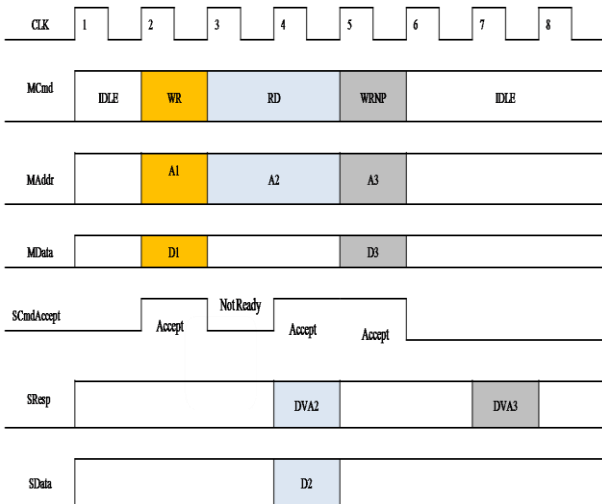 CLK 1 2 3 4 5 6 7 8
MCmd IDLE WR RD WRNP IDLE
MAddr A1 A2 A3
MData D1 D3
SCmdAccept Accept NotReady Accept Accept
SResp DVA2 DVA3
SData D2